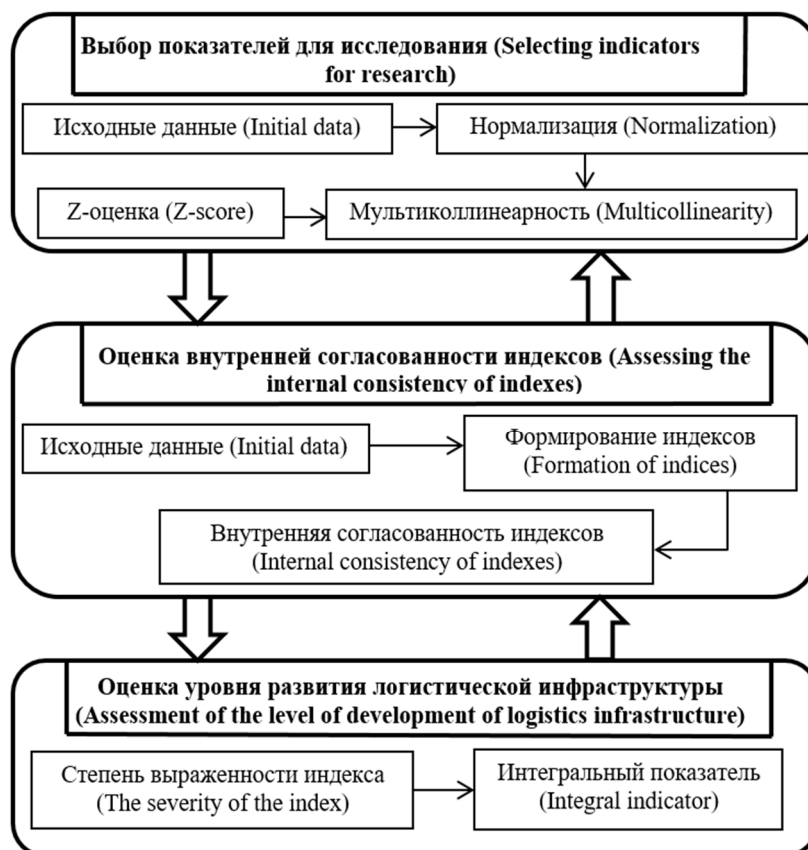 Выбор показателей для исследования (Selecting indicators
for research)
Исходные данные (Initial data)
Нормализация (Normalization)
Z-оценка (Z-score)
Мультиколлинеарность (Multicollinearity)
Оценка внутренней согласованности индексов (Assessing the
internal consistency of indexes)
Исходные данные (Initial data)
Формирование индексов
(Formation of indices)
Внутренняя согласованность индексов
(Internal consistency of indexes)
Оценка уровня развития логистической инфраструктуры
(Assessment of the level of development of logistics infrastructure)
Степень выраженности индекса
(The severity of the index)
Интегральный показатель
(Integral indicator)